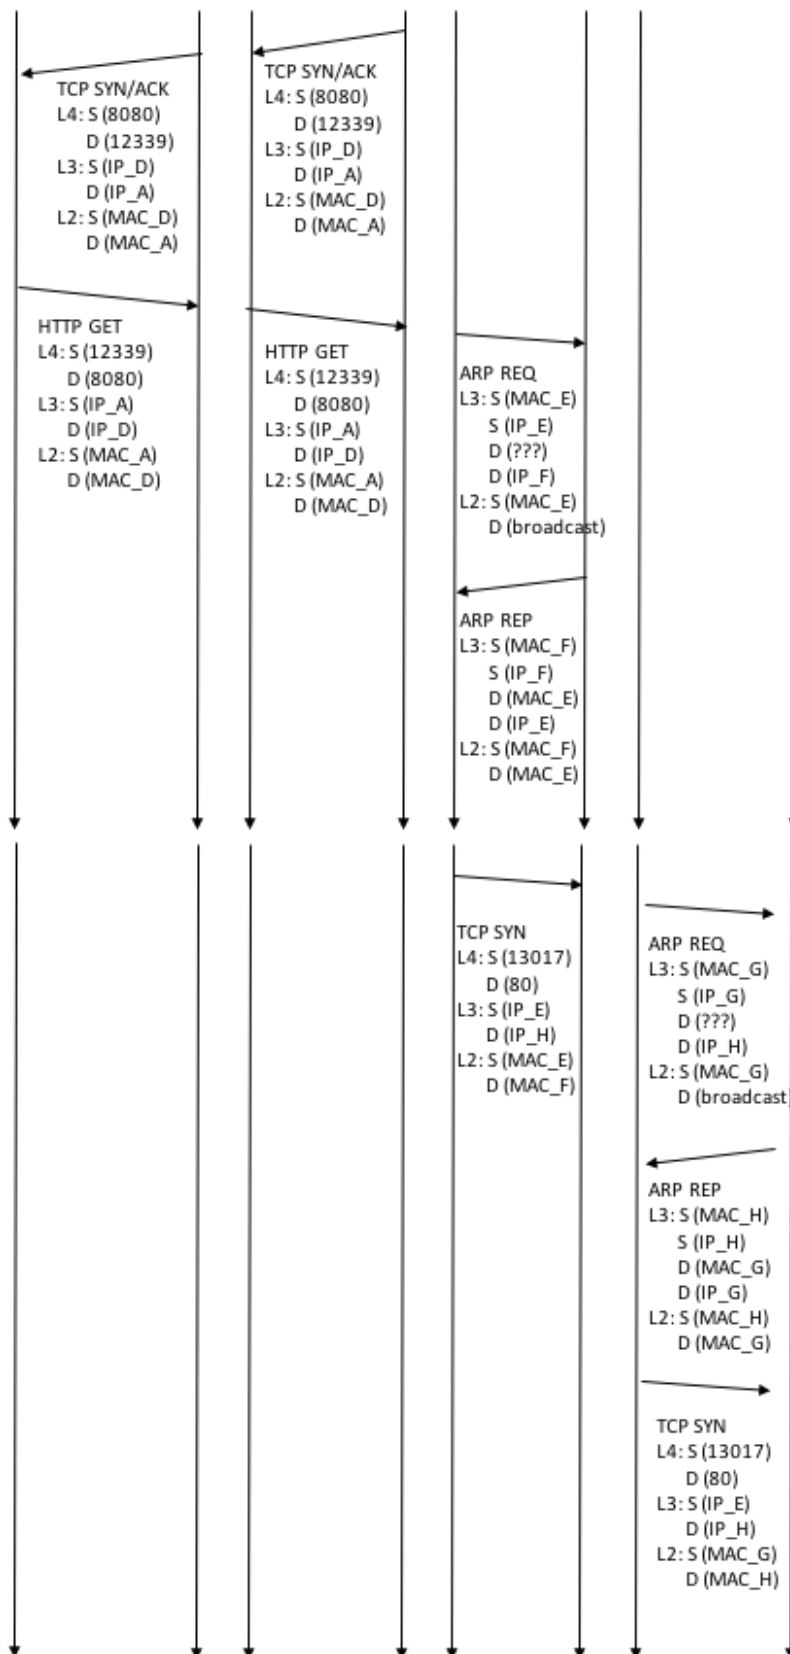 TCP SYN/ACK
L4: S (8080)
D (12339)
L3: S (IP_D)
D (IP_A)
L2: S (MAC_D)
D (MAC_A)
TCP SYN/ACK
L4: S (8080)
D (12339)
L3: S (IP_D)
D (IP_A)
L2: S (MAC_D)
D (MAC_A)
HTTP GET
L4: S (12339)
D (8080)
L3: S (IP_A)
D (IP_D)
L2: S (MAC_A)
D (MAC_D)
HTTP GET
L4: S (12339)
D (8080)
L3: S (IP_A)
D (IP_D)
L2: S (MAC_A)
D (MAC_D)
ARP REQ
L3: S (MAC_E)
S (IP_E)
D (???)
D (IP_F)
L2: S (MAC_E)
D (broadcast)
ARP REP
L3: S (MAC_F)
S (IP_F)
D (MAC_E)
D (IP_E)
L2: S (MAC_F)
D (MAC_E)
TCP SYN
L4: S (13017)
D (80)
L3: S (IP_E)
D (IP_H)
L2: S (MAC_E)
D (MAC_F)
ARP REQ
L3: S (MAC_G)
S (IP_G)
D (???)
D (IP_H)
L2: S (MAC_G)
D (broadcast)
ARP REP
L3: S (MAC_H)
S (IP_H)
D (MAC_G)
D (IP_G)
L2: S (MAC_H)
D (MAC_G)
TCP SYN
L4: S (13017)
D (80)
L3: S (IP_E)
D (IP_H)
L2: S (MAC_G)
D (MAC_H)